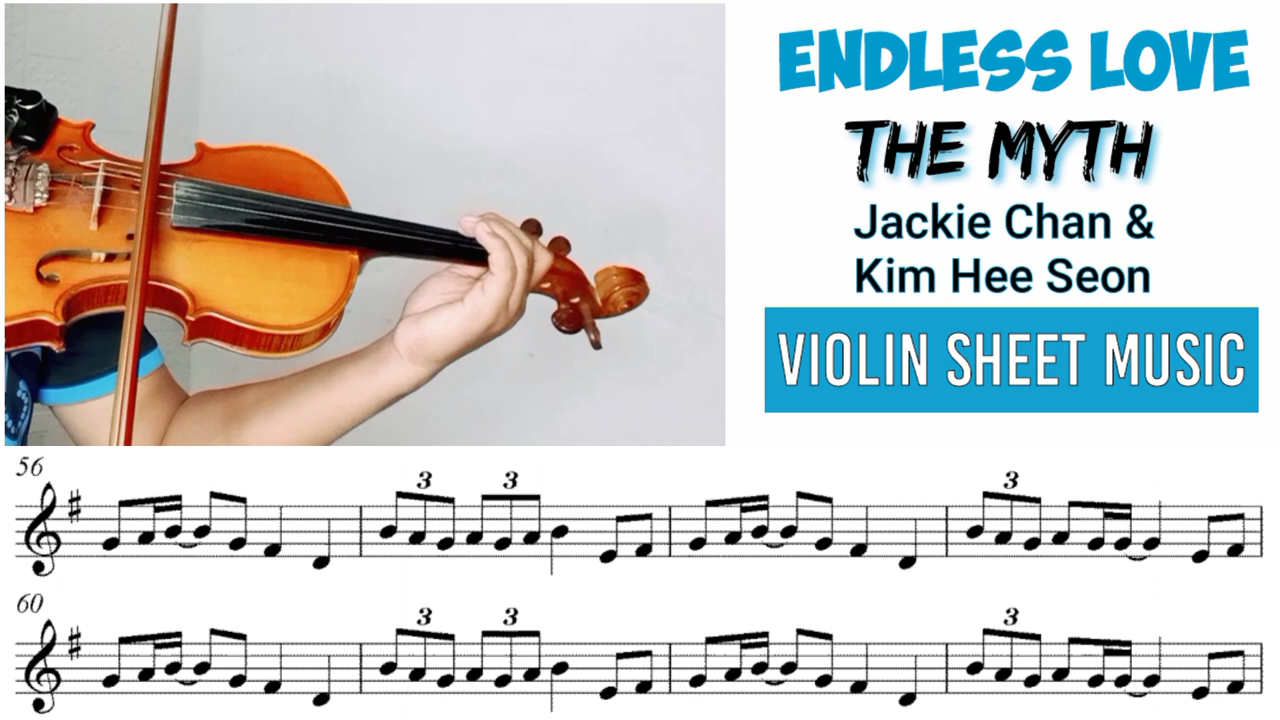 ENDLESS LOVE
THE MYTH
Jackie Chan &
Kim Hee Seon
VIOLIN SHEET MUSIC
56
3 3 3
60
3 3 3